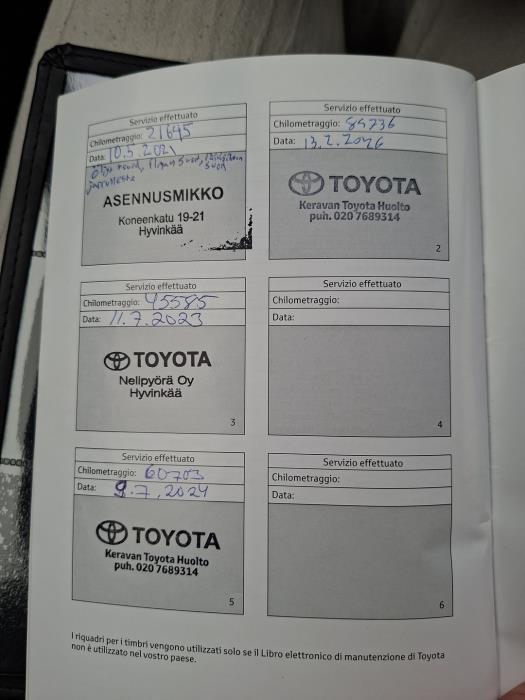 Servizio effettuato
Chilometraggio: 21645
Data: 10.5.2021
jarruneste
ASENNUSMIKKO
Koneenkatu 19-21
Hyvinkää
Servizio effettuato
Chilometraggio: 84736
Data: 13.2.2026
TOYOTA
Keravan Toyota Huolto
puh. 020 7689314
2
Servizio effettuato
Chilometraggio: 45585
Data: 11.7.2023
TOYOTA
Nelipyörä Oy
Hyvinkää
3
Servizio effettuato
Chilometraggio:
Data:
4
Servizio effettuato
Chilometraggio: 60703
Data: 9.7.2024
TOYOTA
Keravan Toyota Huolto
puh. 020 7689314
5
Servizio effettuato
Chilometraggio:
Data:
6
I riquadri per i timbri vengono utilizzati solo se il Libro elettronico di manutenzione di Toyota
non è utilizzato nel vostro paese.